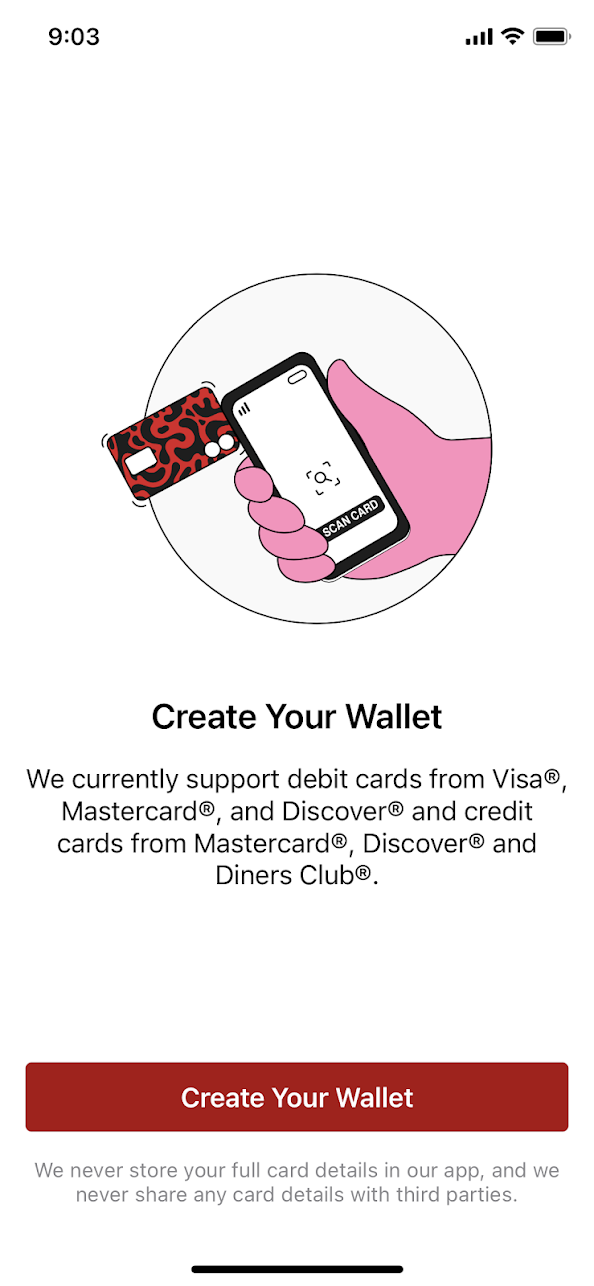 9:03
SCAN CARD
Create Your Wallet
We currently support debit cards from Visa®,
Mastercard®, and Discover® and credit
cards from Mastercard®, Discover® and
Diners Club®.
Create Your Wallet
We never store your full card details in our app, and we
never share any card details with third parties.